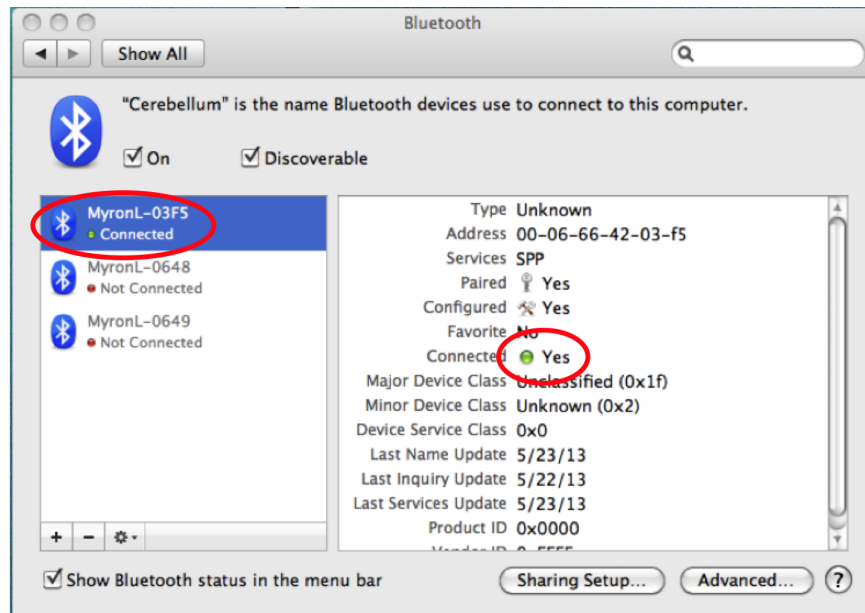 Bluetooth
Show All
"Cerebellum" is the name Bluetooth devices use to connect to this computer.
On
Discoverable
MyronL-03F5
Connected
MyronL-0648
Not Connected
MyronL-0649
Not Connected
Type Unknown
Address 00-06-66-42-03-f5
Services SPP
Paired Yes
Configured Yes
Favorite No
Connected Yes
Major Device Class Unclassified (0x1f)
Minor Device Class Unknown (0x2)
Device Service Class 0x0
Last Name Update 5/23/13
Last Inquiry Update 5/22/13
Last Services Update 5/23/13
Product ID 0x0000
+ −
Show Bluetooth status in the menu bar
Sharing Setup...
Advanced...
?